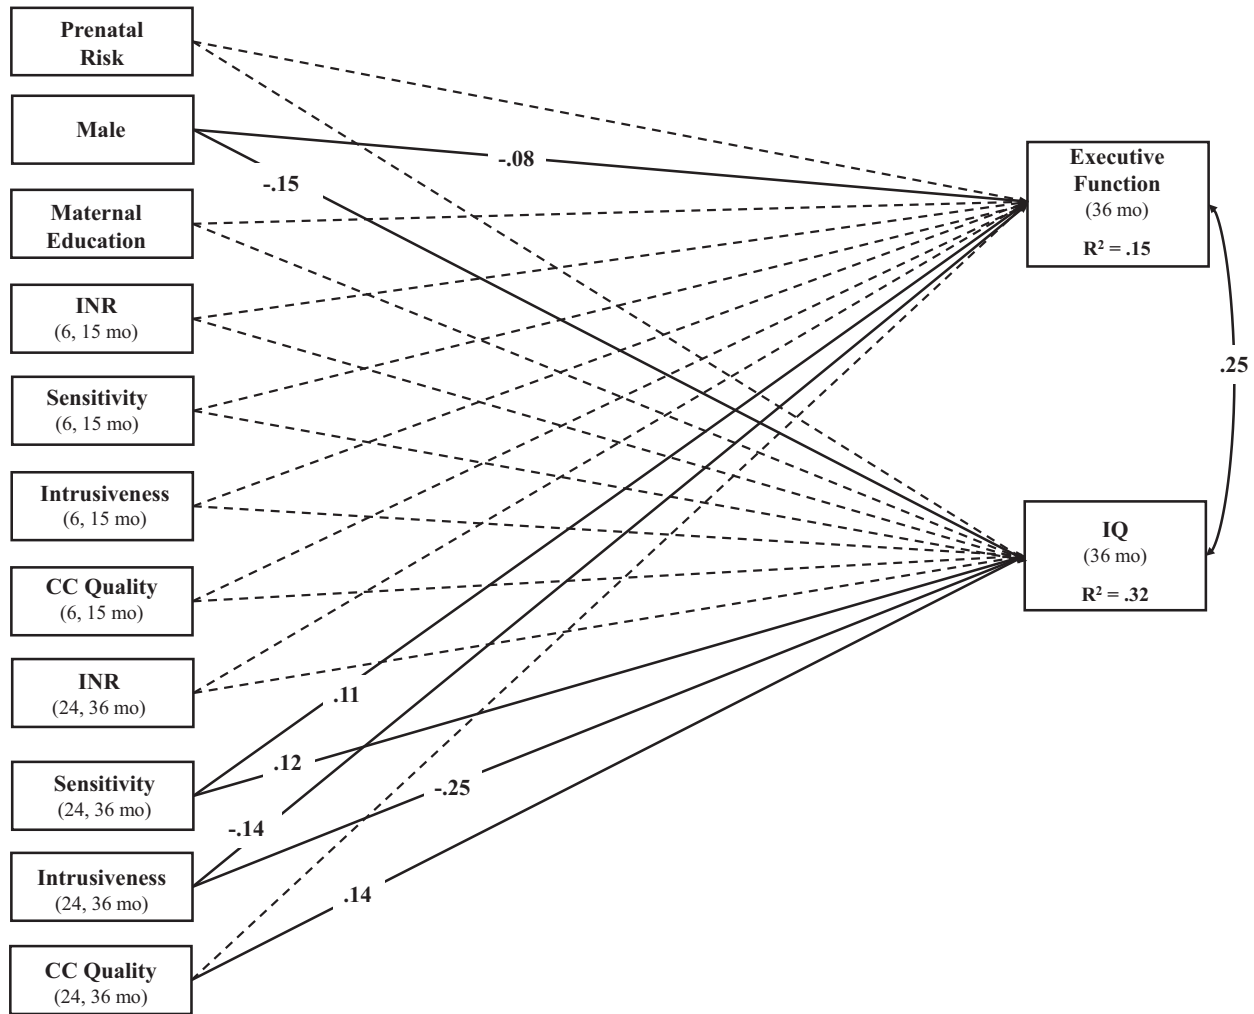 Prenatal
Risk
Male
-.08
-.15
Executive
Function
(36 mo)
R² = .15
Maternal
Education
INR
(6, 15 mo)
.25
Sensitivity
(6, 15 mo)
Intrusiveness
(6, 15 mo)
IQ
(36 mo)
R² = .32
CC Quality
(6, 15 mo)
INR
(24, 36 mo)
.11
Sensitivity
(24, 36 mo)
.12
-.25
-.14
Intrusiveness
(24, 36 mo)
.14
CC Quality
(24, 36 mo)